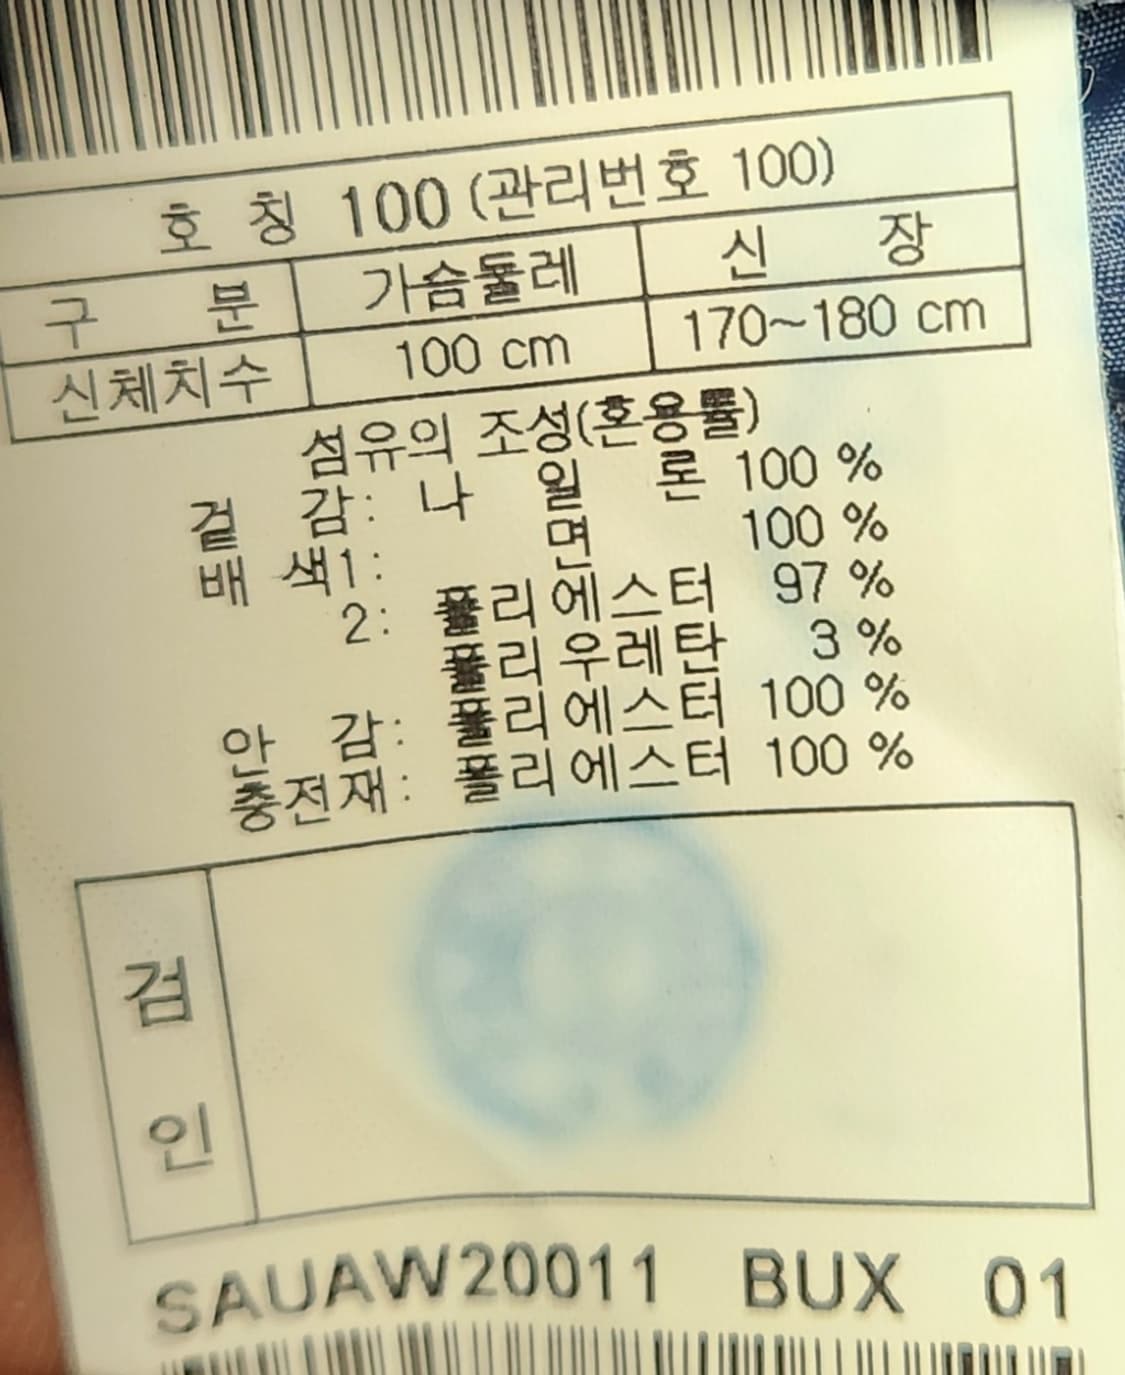 호 칭 100 (관리번호 100)
구 분 가슴둘레 신 장
신체치수 100 cm 170~180 cm
섬유의 조성(혼용률)
겉 감: 나 일 론 100 %
배 색1: 면 100 %
2: 폴리에스터 97 %
폴리우레탄 3 %
안 감: 폴리에스터 100 %
충전재: 폴리에스터 100 %
검인
SAUAW20011 BUX 01